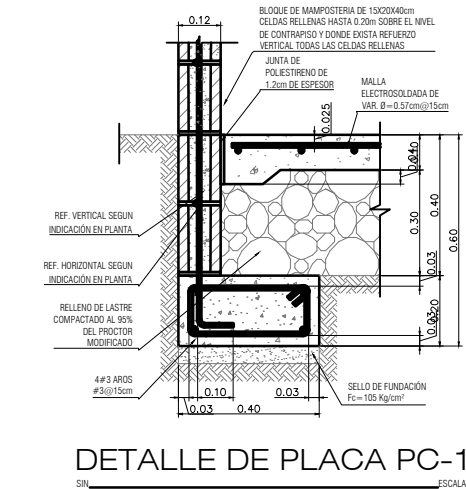 0.12
BLOQUE DE MAMPOSTERIA DE 15X20X40cm
CELDAS RELLENAS HASTA 0.20m SOBRE EL NIVEL
DE CONTRAPISO Y DONDE EXISTA REFUERZO
VERTICAL TODAS LAS CELDAS RELLENAS
JUNTA DE
POLIESTIRENO DE
1.2cm DE ESPESOR
MALLA
ELECTROSOLDADA DE
VAR. Ø=0.57cm@15cm
0.025
0.40
0.30
0.60
0.03
0.20
REF. VERTICAL SEGUN
INDICACIÓN EN PLANTA
REF. HORIZONTAL SEGUN
INDICACIÓN EN PLANTA
RELLENO DE LASTRE
COMPACTADO AL 95%
DEL PROCTOR
MODIFICADO
4#3 AROS
#3@15cm
0.10
0.03
0.03
0.40
SELLO DE FUNDACIÓN
Fc=105 Kg/cm²
DETALLE DE PLACA PC-1
SIN ESCALA